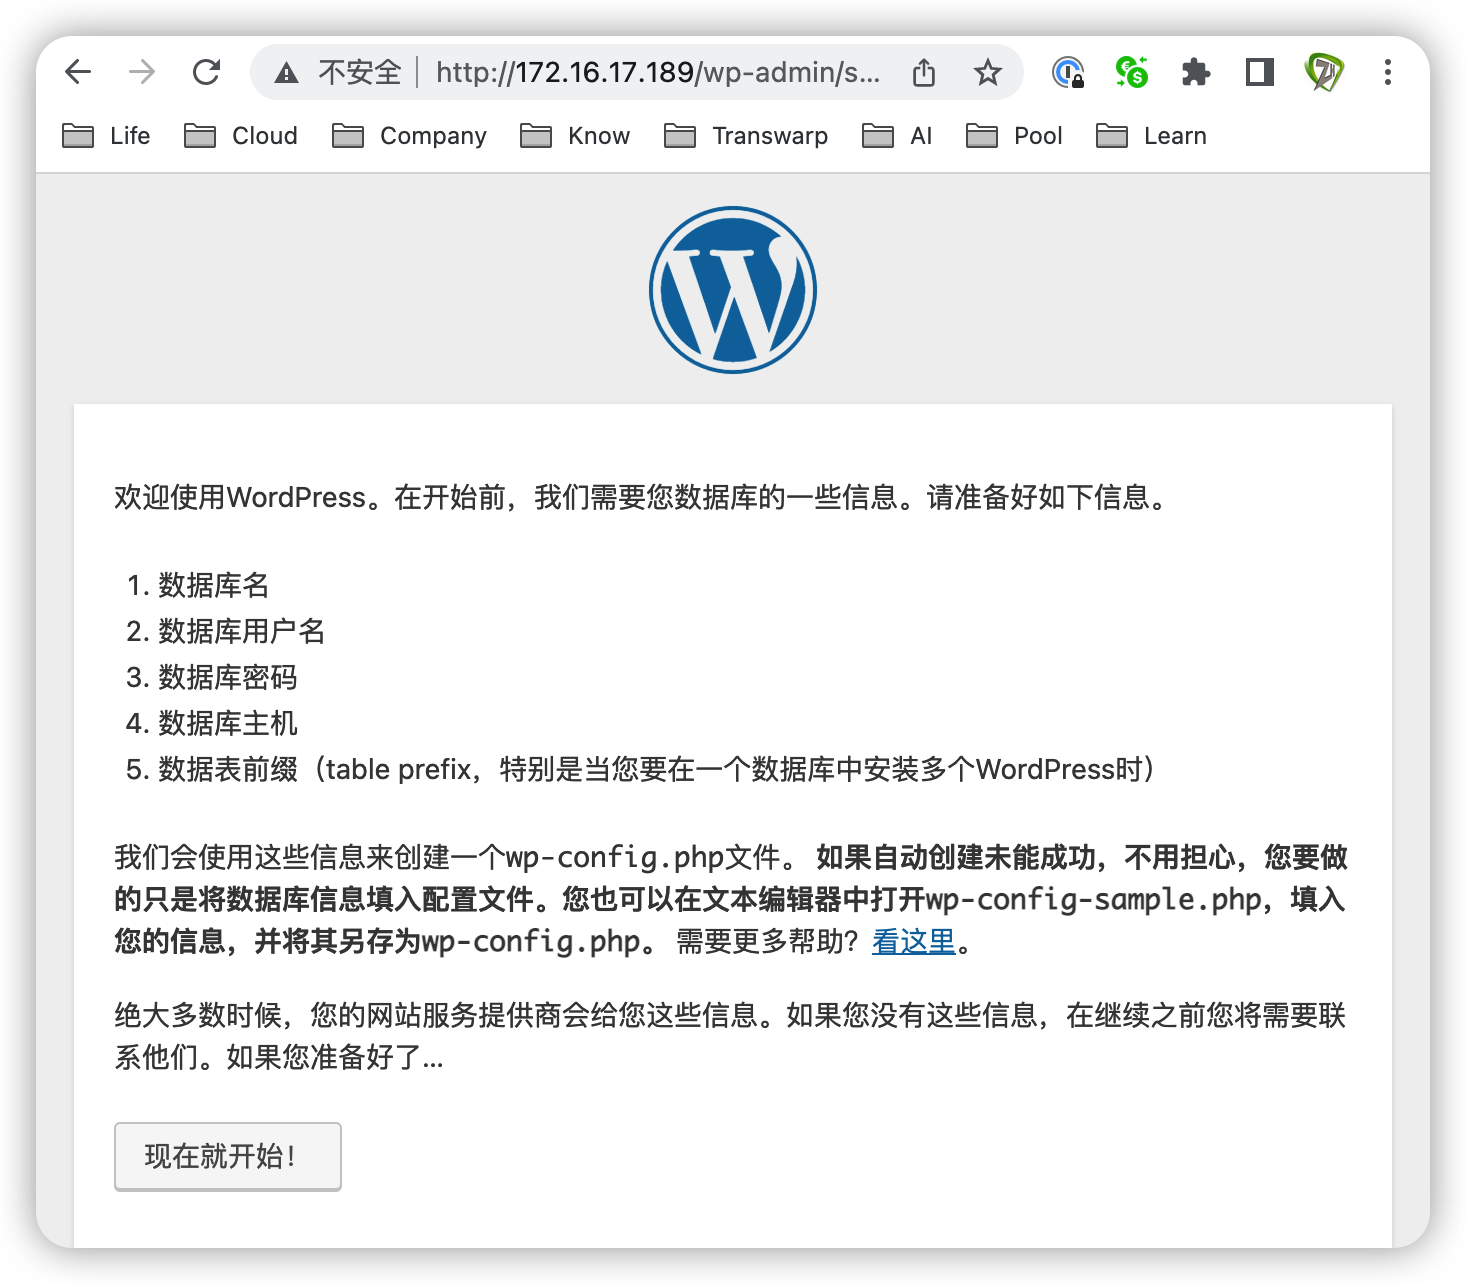 不安全 http://172.16.17.189/wp-admin/s...
Life Cloud Company Know Transwarp AI Pool Learn
欢迎使用WordPress。在开始前，我们需要您数据库的一些信息。请准备好如下信息。
1. 数据库名
2. 数据库用户名
3. 数据库密码
4. 数据库主机
5. 数据表前缀（table prefix，特别是当您要在一个数据库中安装多个WordPress时）
我们会使用这些信息来创建一个wp-config.php文件。 如果自动创建未能成功，不用担心，您要做
的只是将数据库信息填入配置文件。您也可以在文本编辑器中打开wp-config-sample.php，填入
您的信息，并将其另存为wp-config.php。 需要更多帮助？看这里。
绝大多数时候，您的网站服务提供商会给您这些信息。如果您没有这些信息，在继续之前您将需要联
系他们。如果您准备好了...
现在就开始！